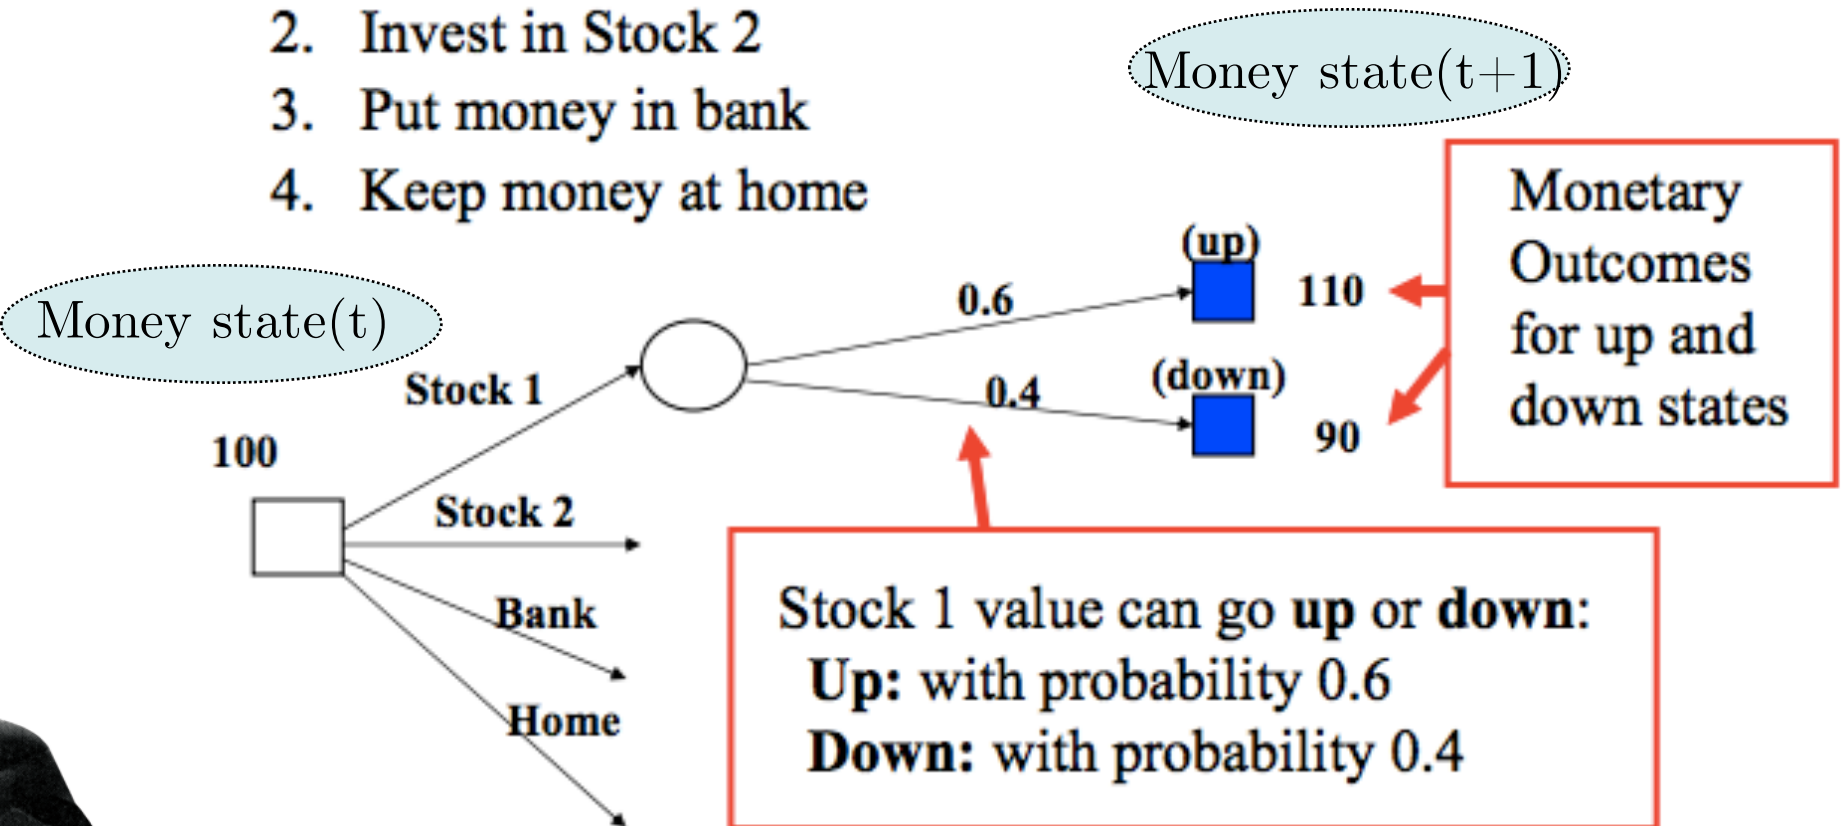 2. Invest in Stock 2
3. Put money in bank
4. Keep money at home
Money state(t+1)
Monetary
Outcomes
for up and
down states
Money state(t)
(up)
110
0.6
Stock 1
0.4
(down)
90
100
Stock 2
Bank
Home
Stock 1 value can go up or down:
Up: with probability 0.6
Down: with probability 0.4